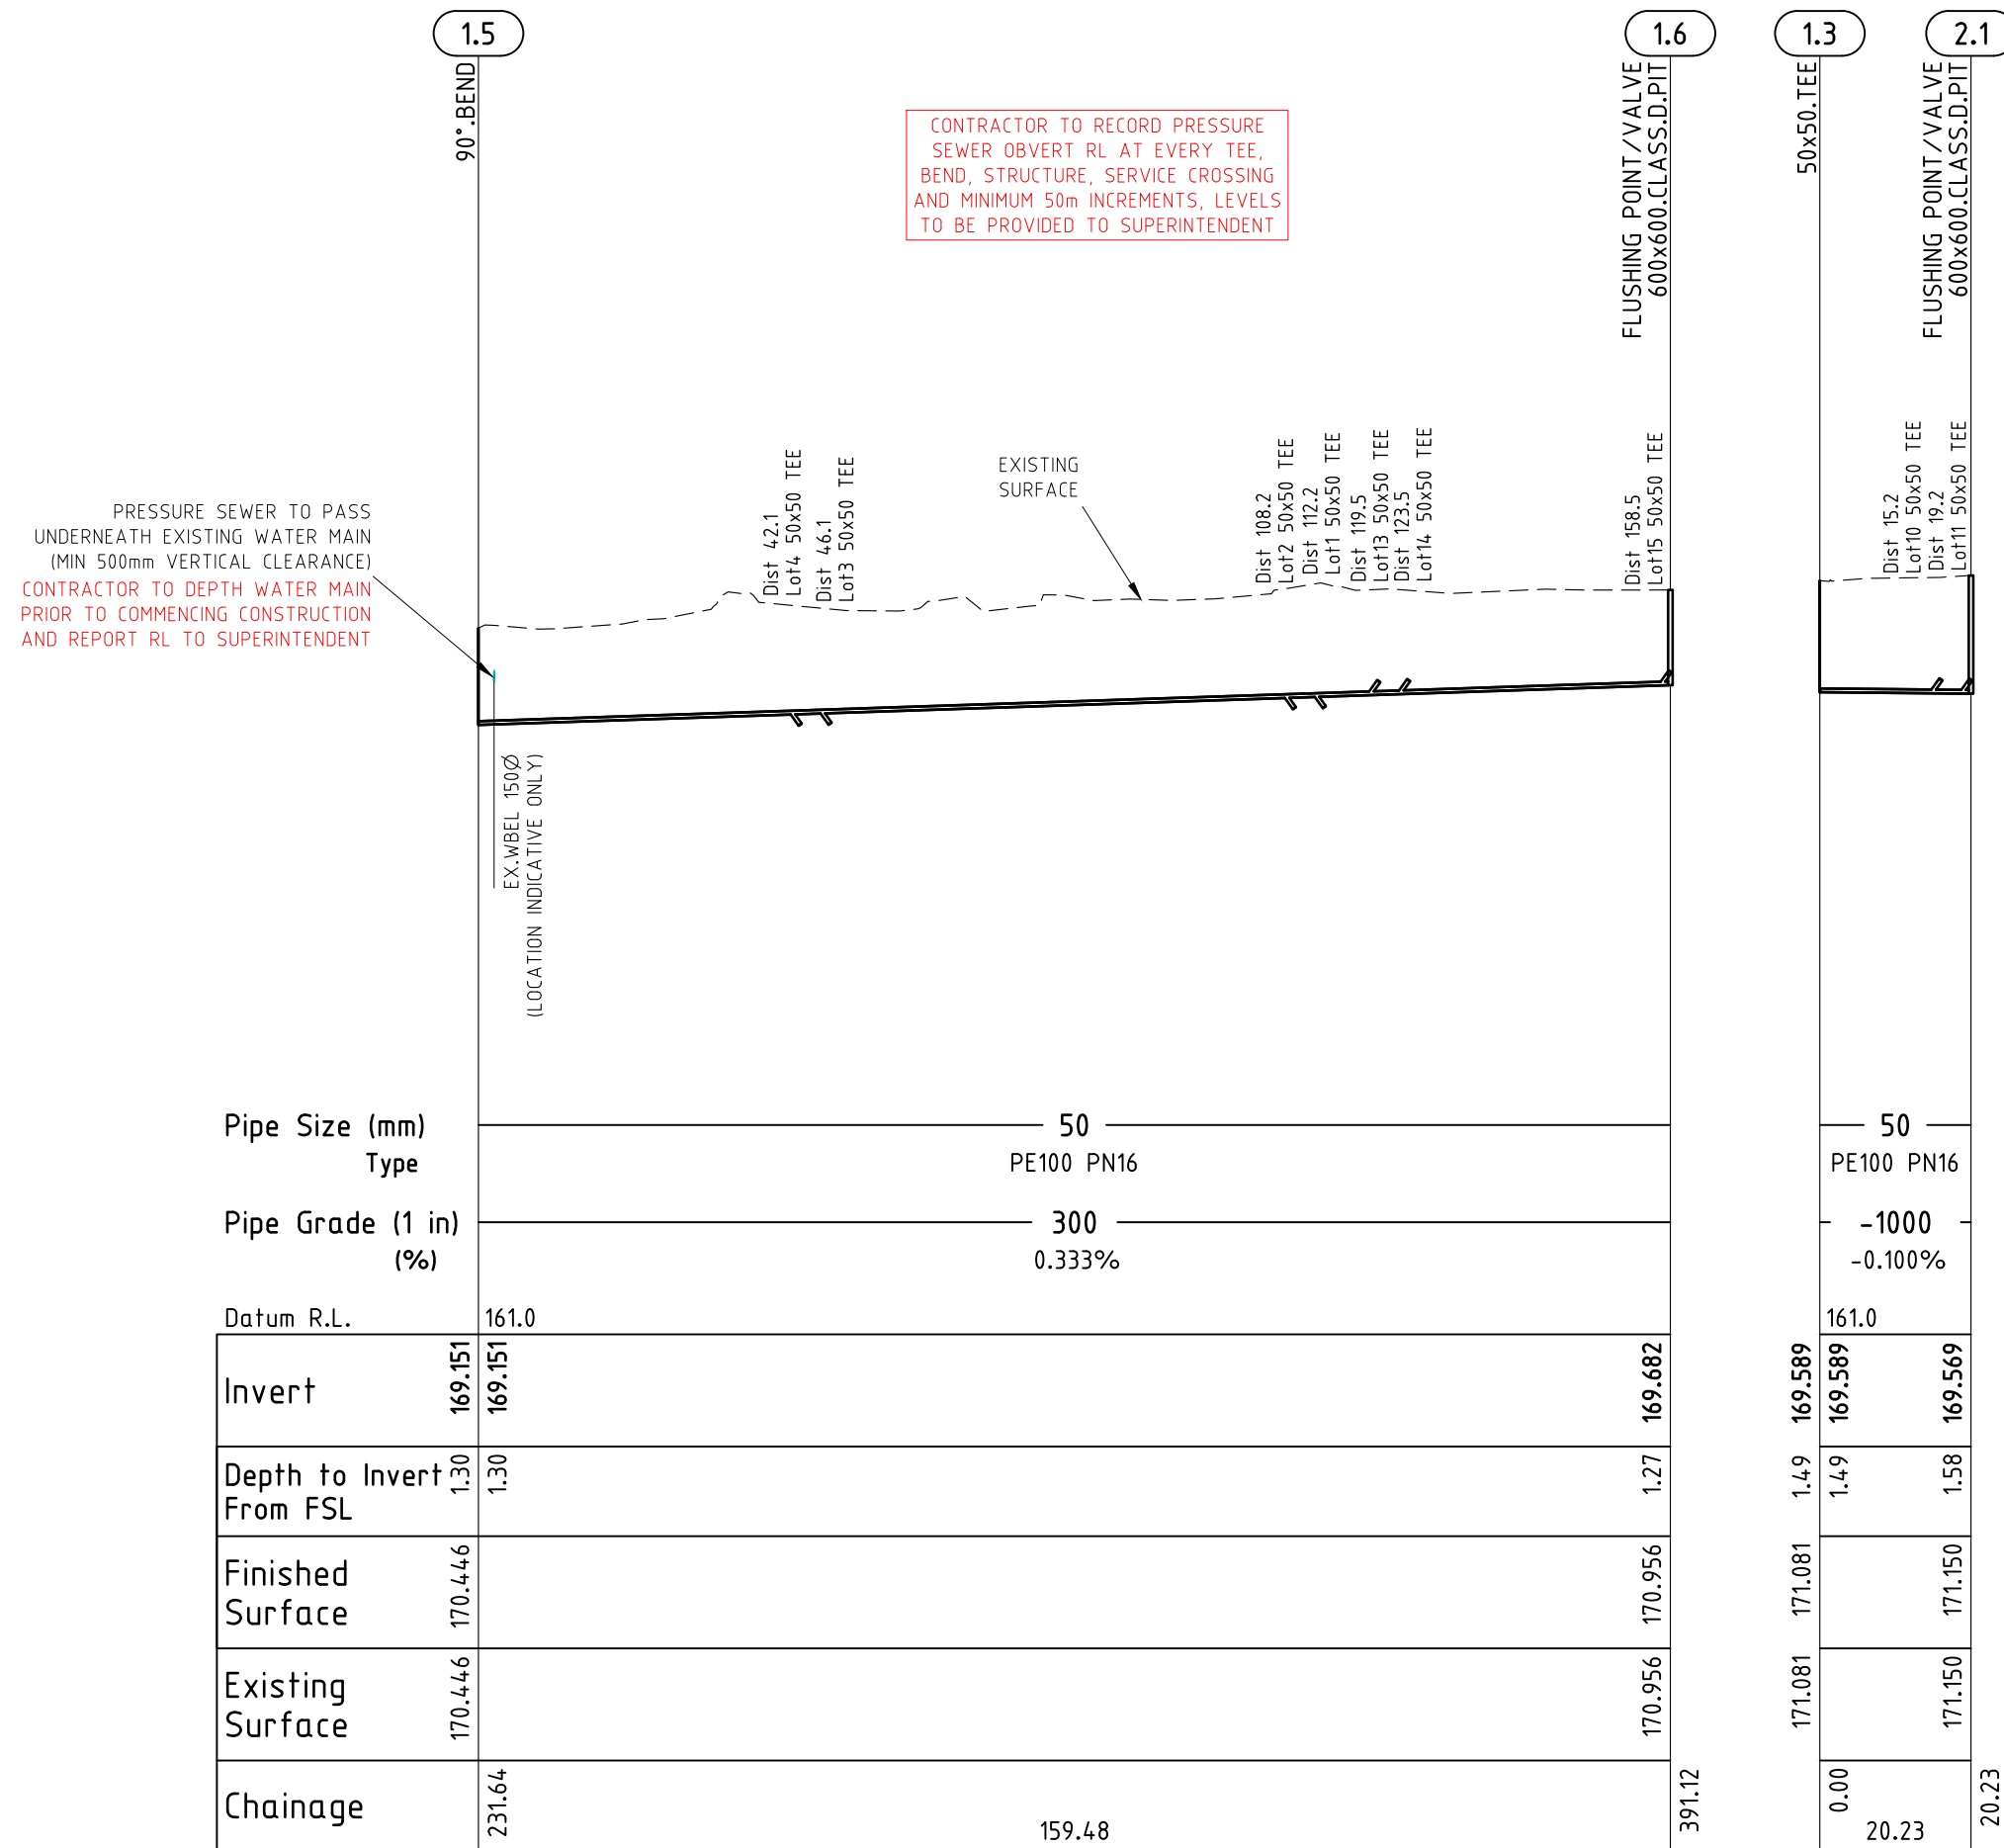 1.5
1.6
1.3
2.1
90°.BEND
FLUSHING POINT/VALVE
600x600.CLASS.D.PIT
50x50.TEE
FLUSHING POINT/VALVE
600x600.CLASS.D.PIT
CONTRACTOR TO RECORD PRESSURE
SEWER OBVERT RL AT EVERY TEE,
BEND, STRUCTURE, SERVICE CROSSING
AND MINIMUM 50m INCREMENTS, LEVELS
TO BE PROVIDED TO SUPERINTENDENT
PRESSURE SEWER TO PASS
UNDERNEATH EXISTING WATER MAIN
(MIN 500mm VERTICAL CLEARANCE)
CONTRACTOR TO DEPTH WATER MAIN
PRIOR TO COMMENCING CONSTRUCTION
AND REPORT RL TO SUPERINTENDENT
Dist 42.1
Lot4 50x50 TEE
Dist 46.1
Lot3 50x50 TEE
EXISTING
SURFACE
Dist 108.2
Lot2 50x50 TEE
Dist 112.2
Lot1 50x50 TEE
Dist 119.5
Lot13 50x50 TEE
Dist 123.5
Lot14 50x50 TEE
Dist 158.5
Lot15 50x50 TEE
Dist 15.2
Lot10 50x50 TEE
Dist 19.2
Lot11 50x50 TEE
EX.WBEL 150Ø
(LOCATION INDICATIVE ONLY)
Pipe Size (mm) 50 50
Type PE100 PN16 PE100 PN16
Pipe Grade (1 in) 300 -1000
(%) 0.333% -0.100%
Datum R.L. 161.0 161.0
Invert 169.151 169.151 169.682 169.589 169.589 169.569
Depth to Invert 1.30 1.30 1.27 1.49 1.49 1.58
From FSL
Finished
Surface 170.446 170.956 171.081 171.150
Existing
Surface 170.446 170.956 171.081 171.150
Chainage 231.64 391.12 0.00 20.23
159.48 20.23